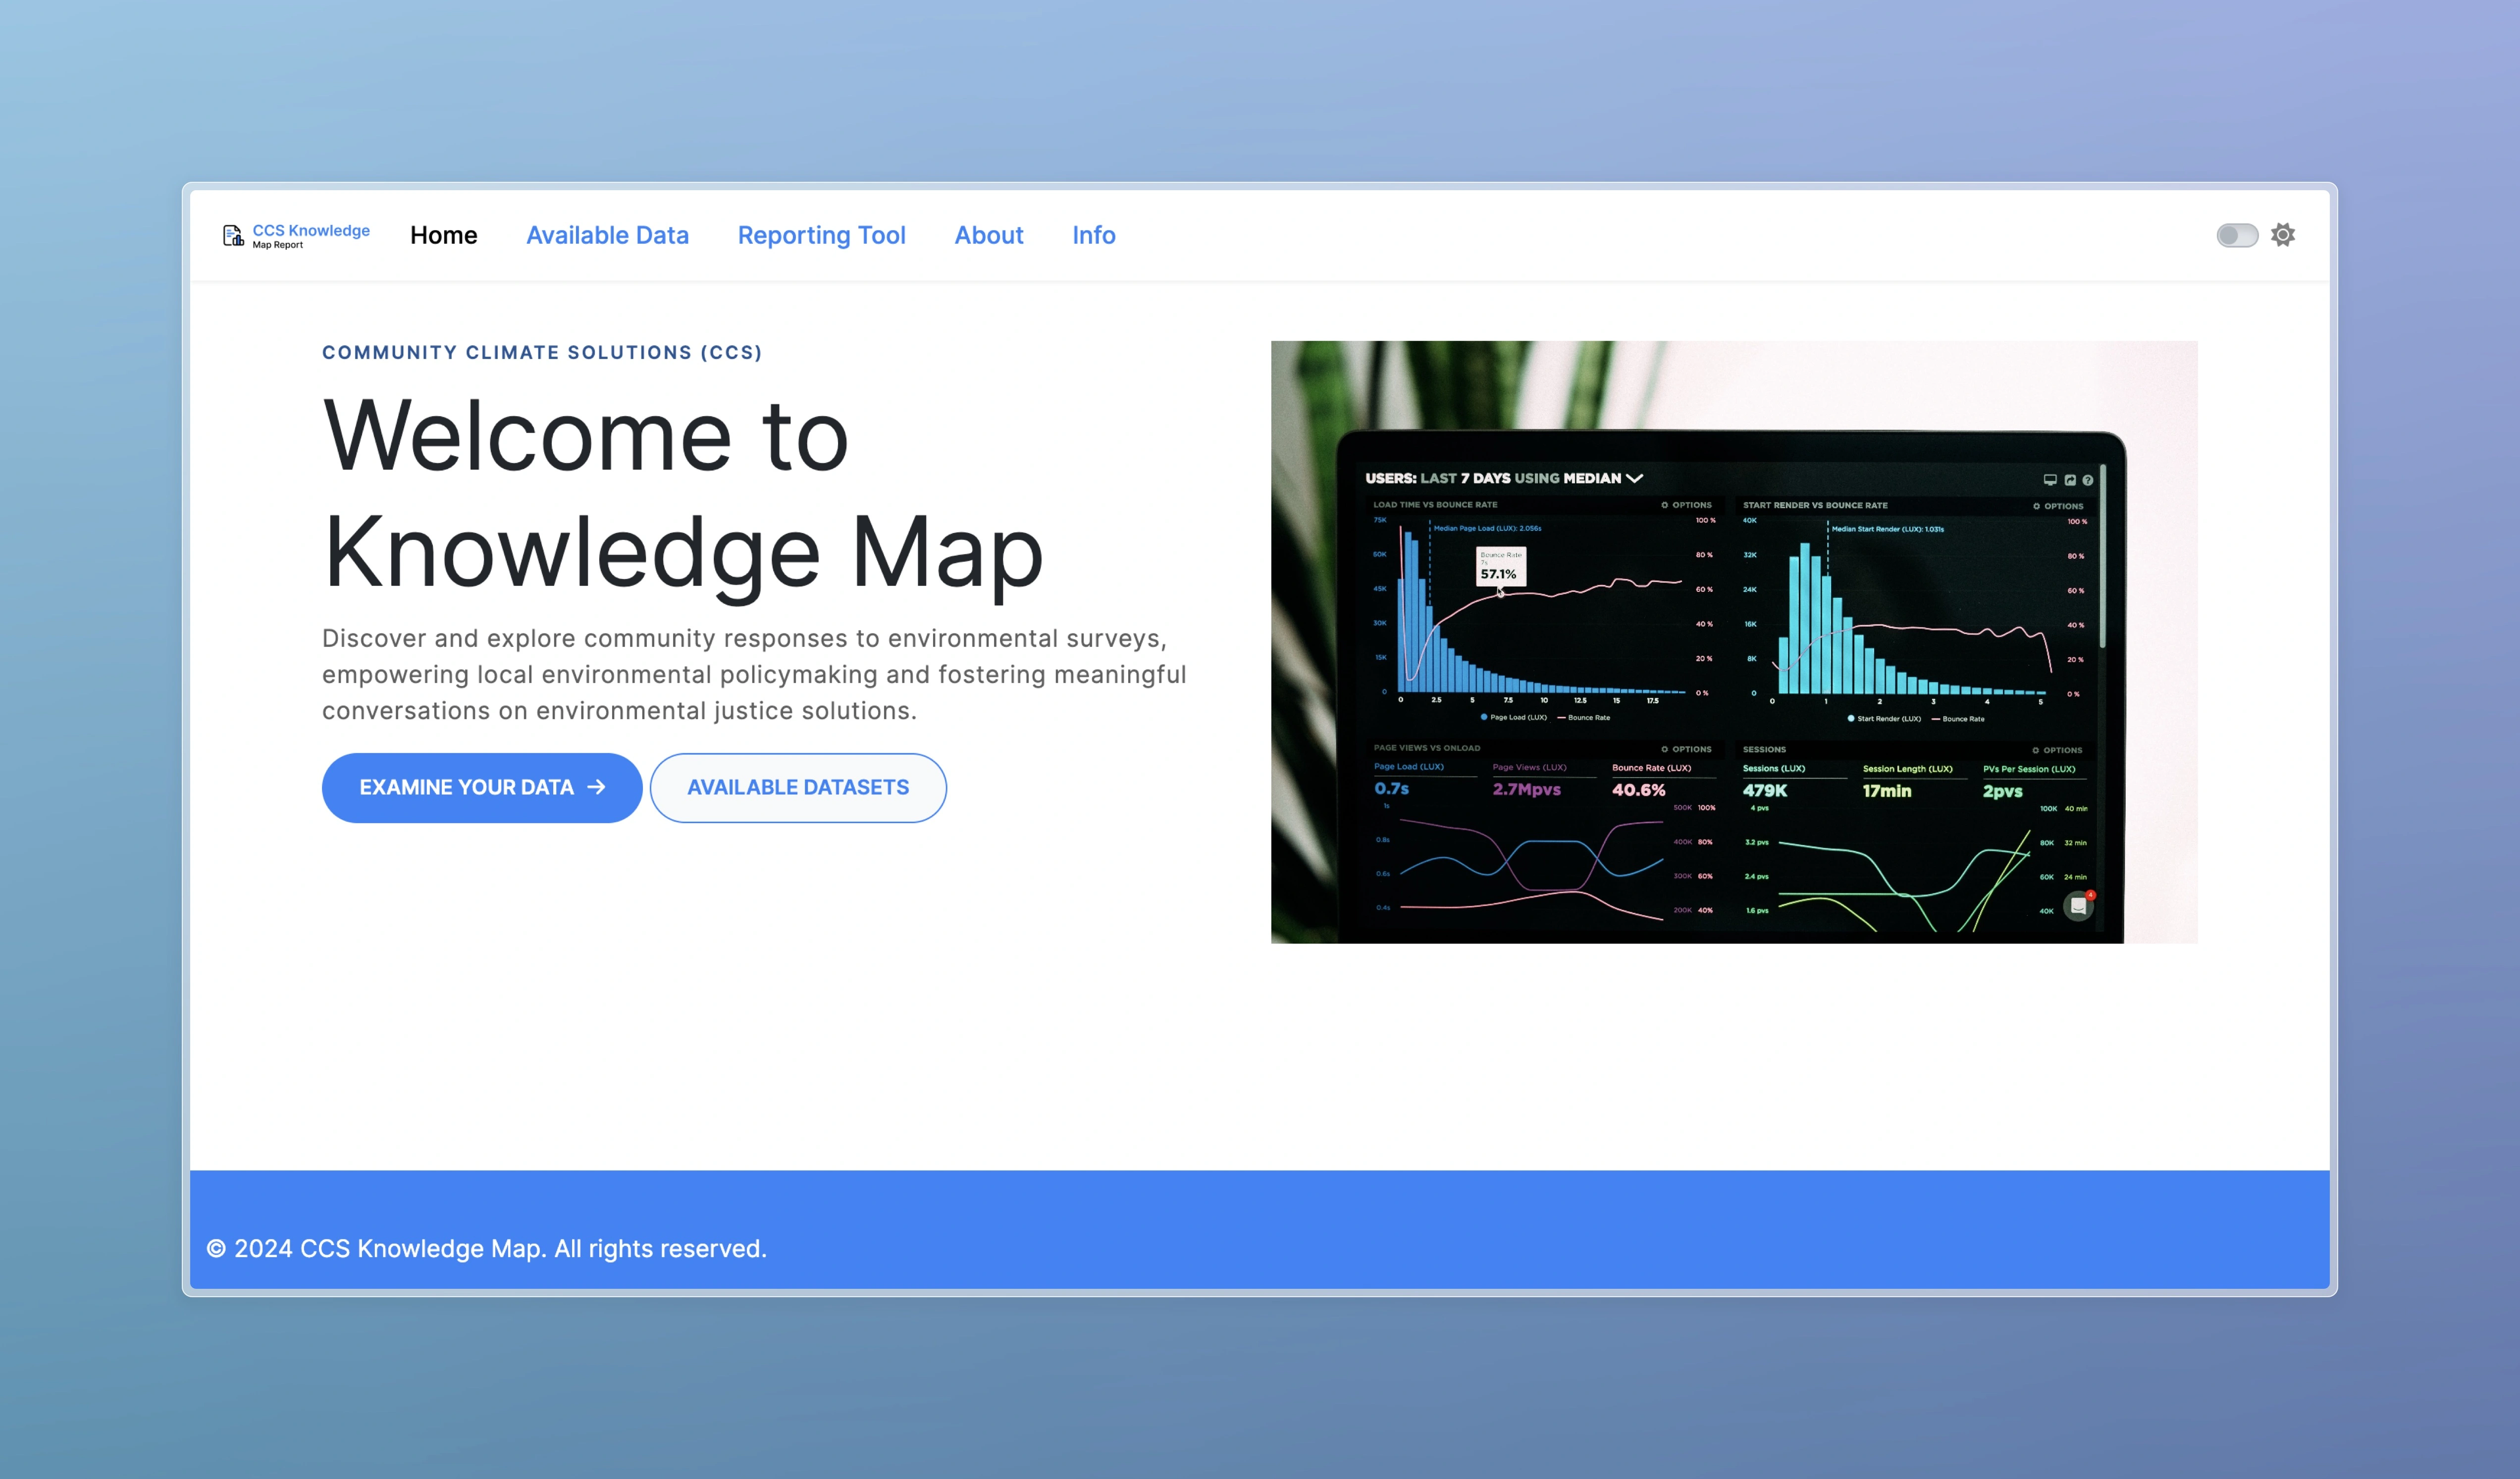 CCS Knowledge
Map Report
Home
Available Data
Reporting Tool
About
Info
COMMUNITY CLIMATE SOLUTIONS (CCS)
Welcome to
Knowledge Map
Discover and explore community responses to environmental surveys,
empowering local environmental policymaking and fostering meaningful
conversations on environmental justice solutions.
EXAMINE YOUR DATA →
AVAILABLE DATASETS
USERS: LAST 7 DAYS USING MEDIAN
LOAD TIME VS BOUNCE RATE
OPTIONS
75K
60K
45K
30K
15K
0
Median Page Load (LUX): 2.056s
Bounce Rate
7s
57.1%
100 %
80 %
60 %
40 %
20 %
0 %
0 2.5 5 7.5 10 12.5 15 17.5
Page Load (LUX) Bounce Rate
START RENDER VS BOUNCE RATE
OPTIONS
40K
32K
24K
16K
8K
0
Median Start Render (LUX): 1.031s
100 %
80 %
60 %
40 %
20 %
0 %
0 1 2 3 4 5
Start Render (LUX) Bounce Rate
PAGE VIEWS VS ONLOAD
OPTIONS
Page Load (LUX)
0.7s
Page Views (LUX)
2.7Mpvs
Bounce Rate (LUX)
40.6%
1s
0.8s
0.6s
0.4s
500K 100%
400K 80%
300K 60%
200K 40%
SESSIONS
OPTIONS
Sessions (LUX)
479K
Session Length (LUX)
17min
PVs Per Session (LUX)
2pvs
4 pvs
3.2 pvs
2.4 pvs
1.6 pvs
100K 40 min
80K 32 min
60K 24 min
40K
4
© 2024 CCS Knowledge Map. All rights reserved.